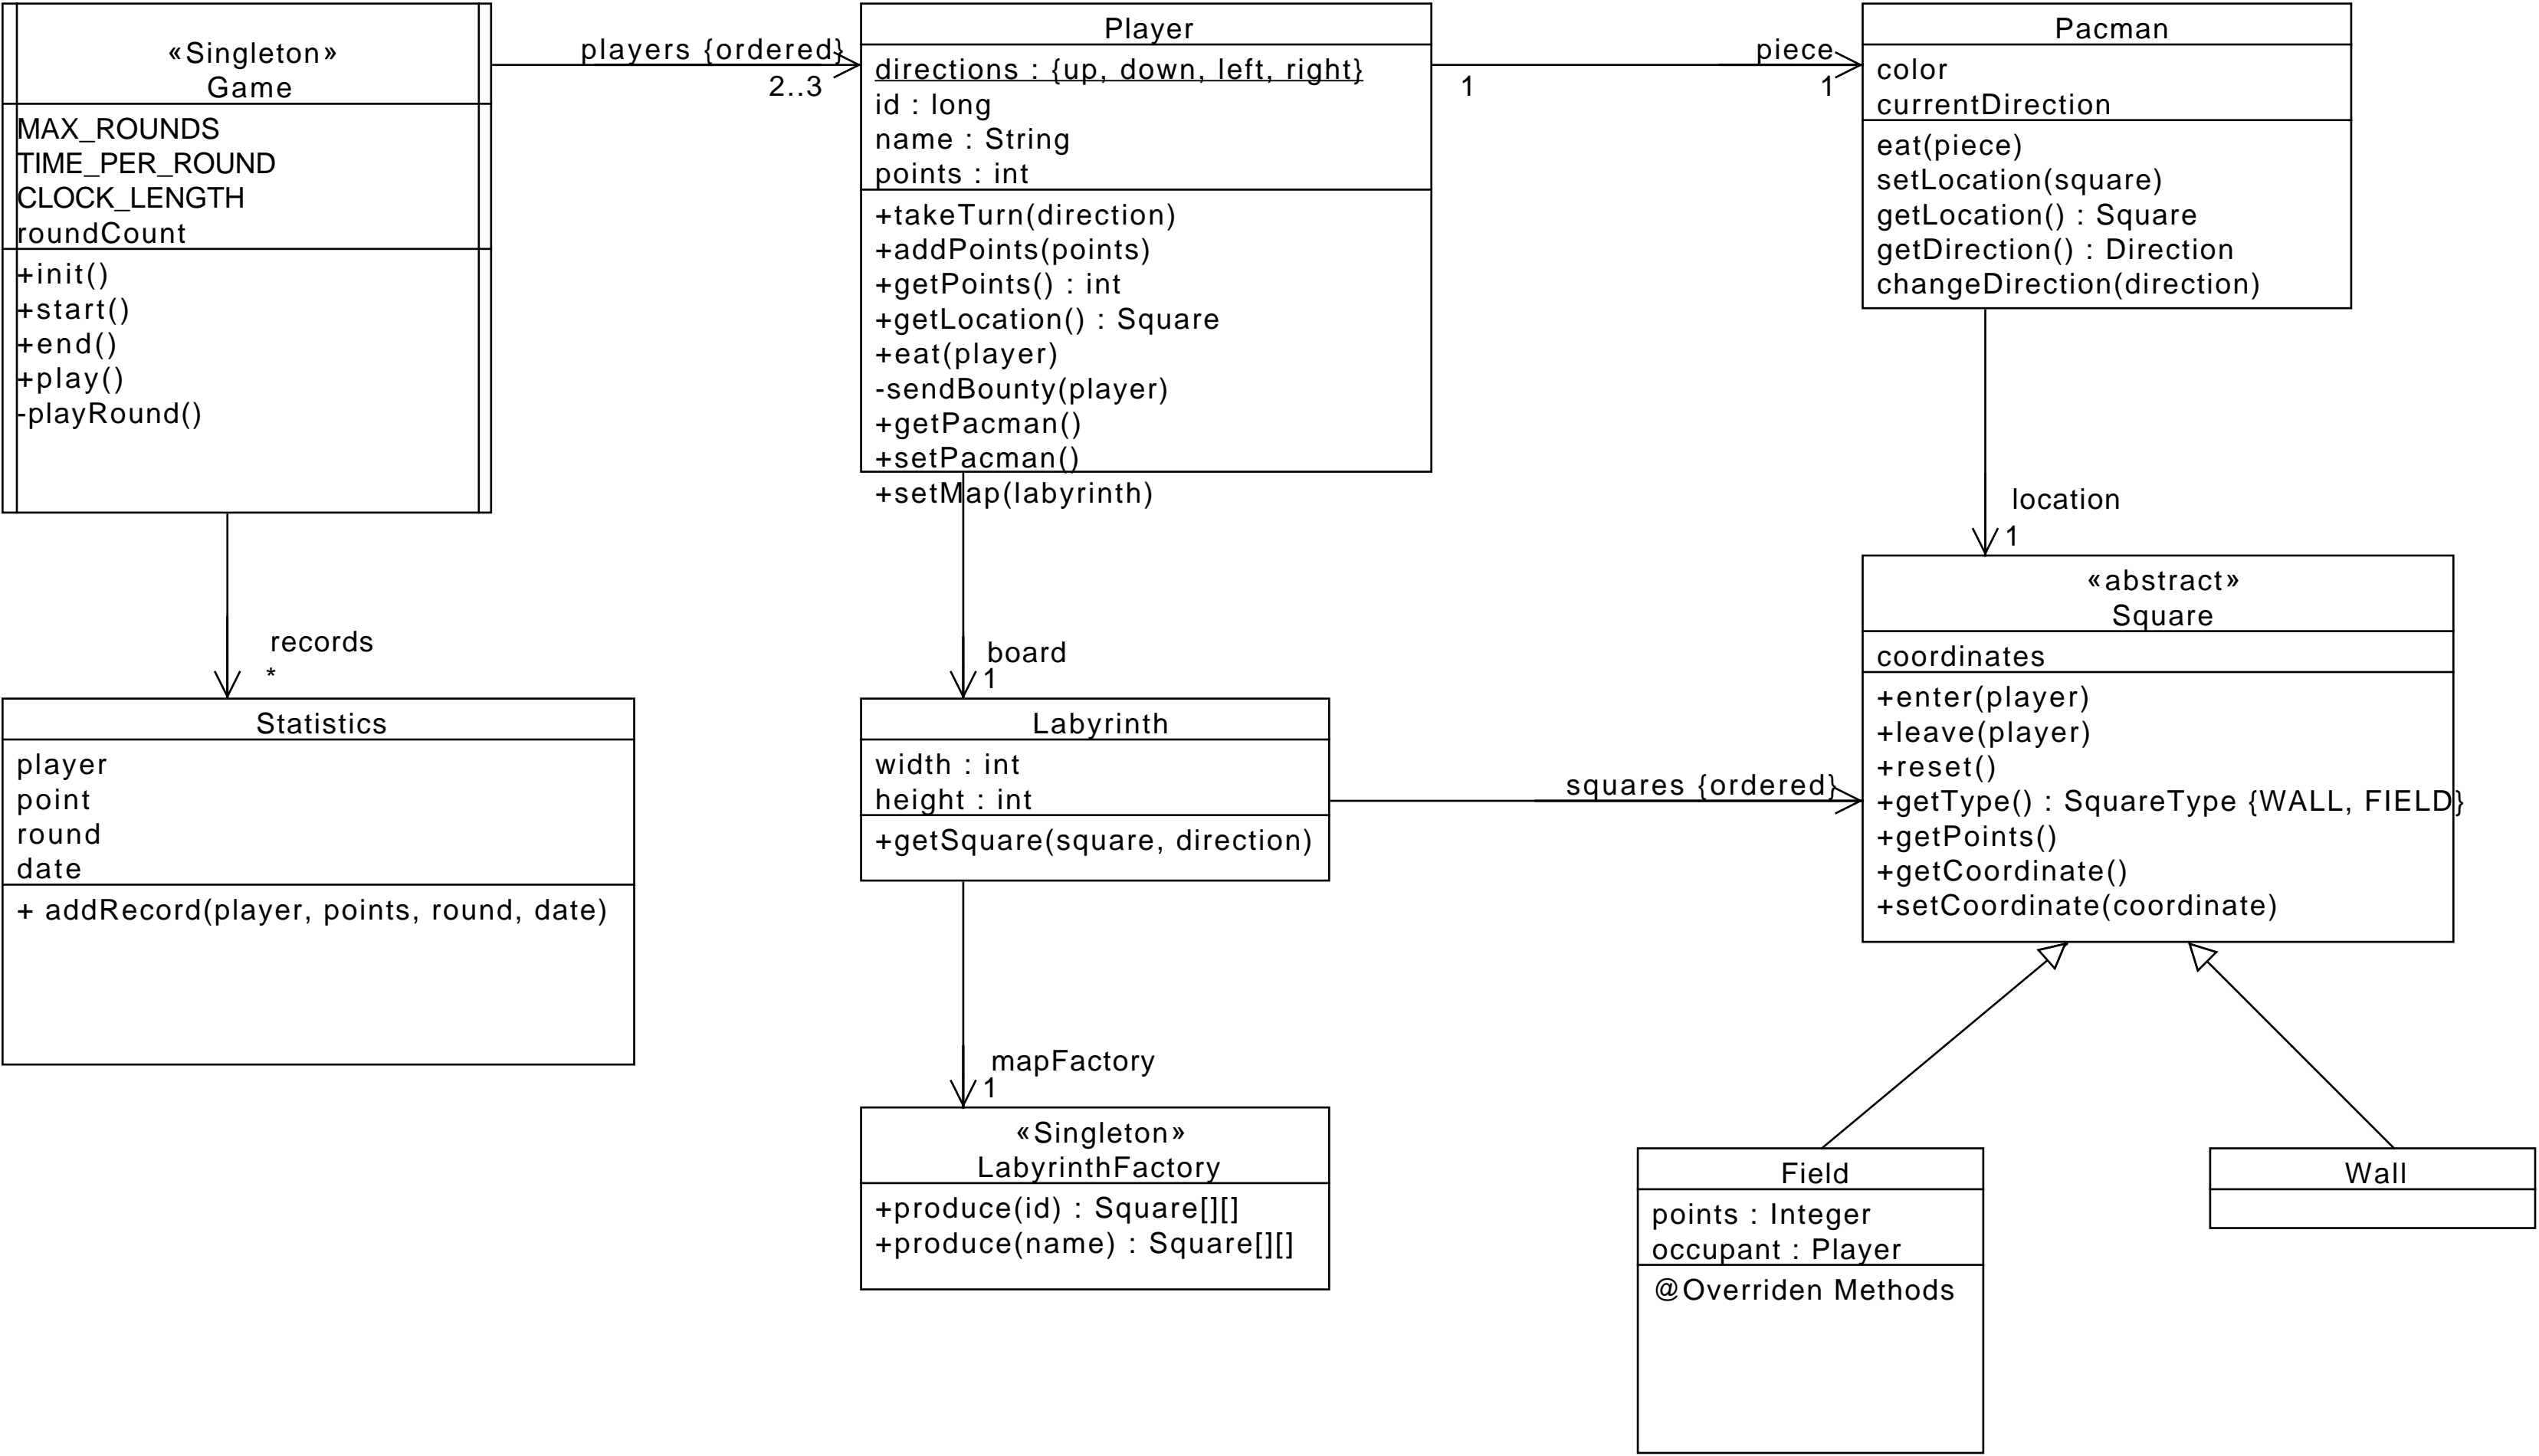 «Singleton»
Game
MAX_ROUNDS
TIME_PER_ROUND
CLOCK_LENGTH
roundCount
+init()
+start()
+end()
+play()
-playRound()
players {ordered}
2..3
Player
directions : {up, down, left, right}
id : long
name : String
points : int
+takeTurn(direction)
+addPoints(points)
+getPoints() : int
+getLocation() : Square
+eat(player)
-sendBounty(player)
+getPacman()
+setPacman()
+setMap(labyrinth)
1
piece
1
Pacman
color
currentDirection
eat(piece)
setLocation(square)
getLocation() : Square
getDirection() : Direction
changeDirection(direction)
location
1
«abstract»
Square
coordinates
+enter(player)
+leave(player)
+reset()
+getType() : SquareType {WALL, FIELD}
+getPoints()
+getCoordinate()
+setCoordinate(coordinate)
records
*
Statistics
player
point
round
date
+ addRecord(player, points, round, date)
board
1
Labyrinth
width : int
height : int
+getSquare(square, direction)
squares {ordered}
mapFactory
1
«Singleton»
LabyrinthFactory
+produce(id) : Square[][]
+produce(name) : Square[][]
Field
points : Integer
occupant : Player
@Overriden Methods
Wall